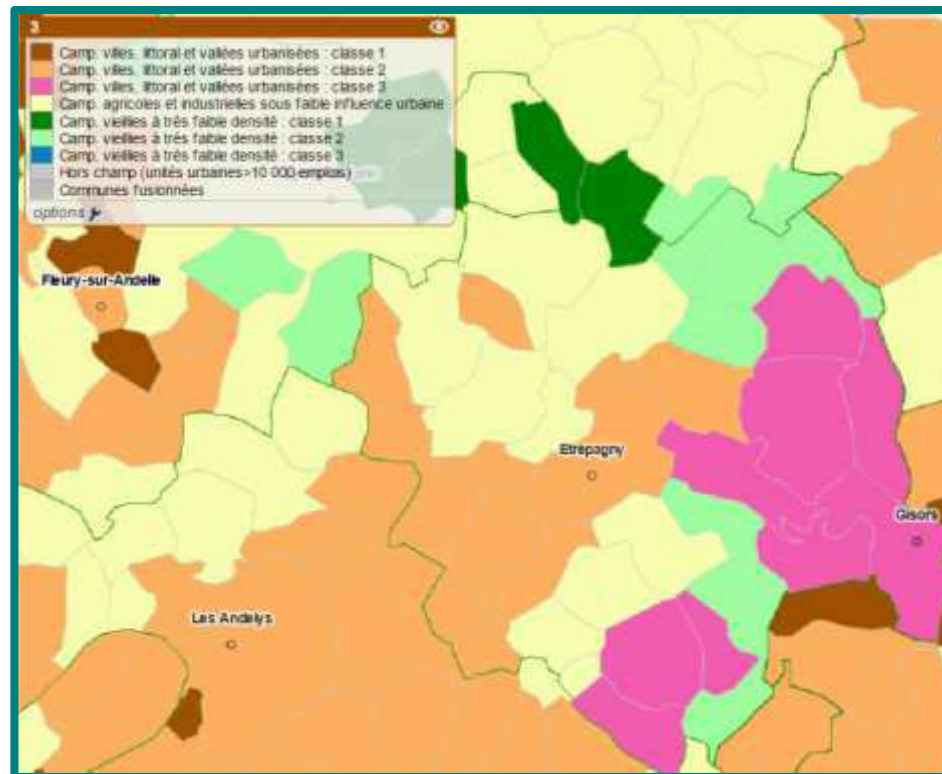 3
Camp. villes, littoral et vallées urbanisées : classe 1
Camp. villes, littoral et vallées urbanisées : classe 2
Camp. villes, littoral et vallées urbanisées : classe 3
Camp. agricoles et industrielles sous faible influence urbaine
Camp. vieillies à très faible densité : classe 1
Camp. vieillies à très faible densité : classe 2
Camp. vieillies à très faible densité : classe 3
Hors champ (unités urbaines>10 000 emplois)
Communes fusionnées
options
Fleury-sur-Andelle
Etrépagny
Gisors
Les Andelys